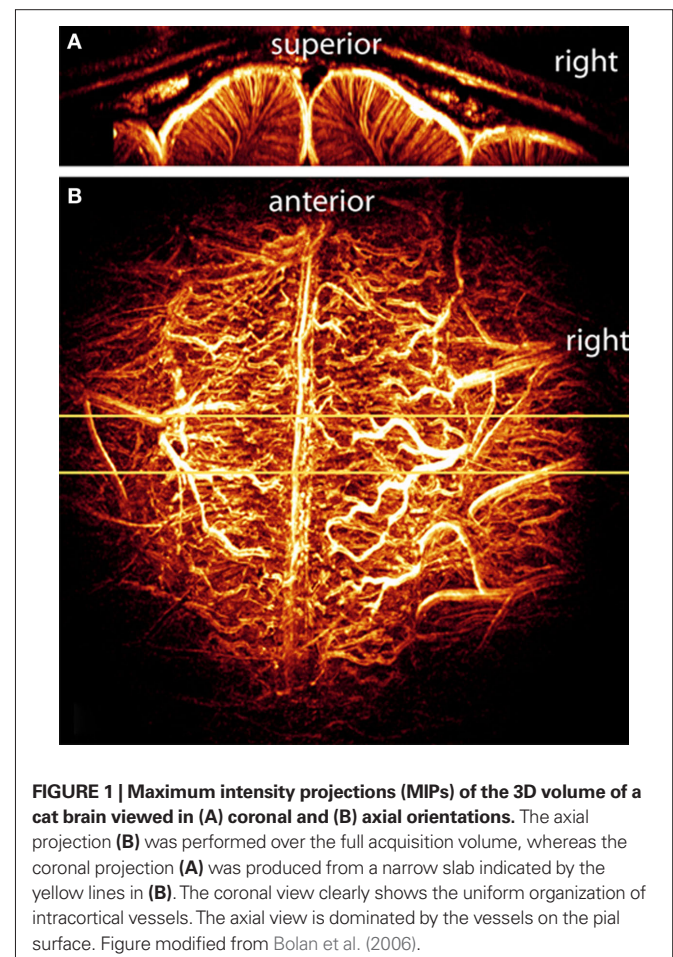 A
superior
right
B
anterior
right
FIGURE 1 | Maximum intensity projections (MIPs) of the 3D volume of a
cat brain viewed in (A) coronal and (B) axial orientations. The axial
projection (B) was performed over the full acquisition volume, whereas the
coronal projection (A) was produced from a narrow slab indicated by the
yellow lines in (B). The coronal view clearly shows the uniform organization of
intracortical vessels. The axial view is dominated by the vessels on the pial
surface. Figure modified from Bolan et al. (2006).